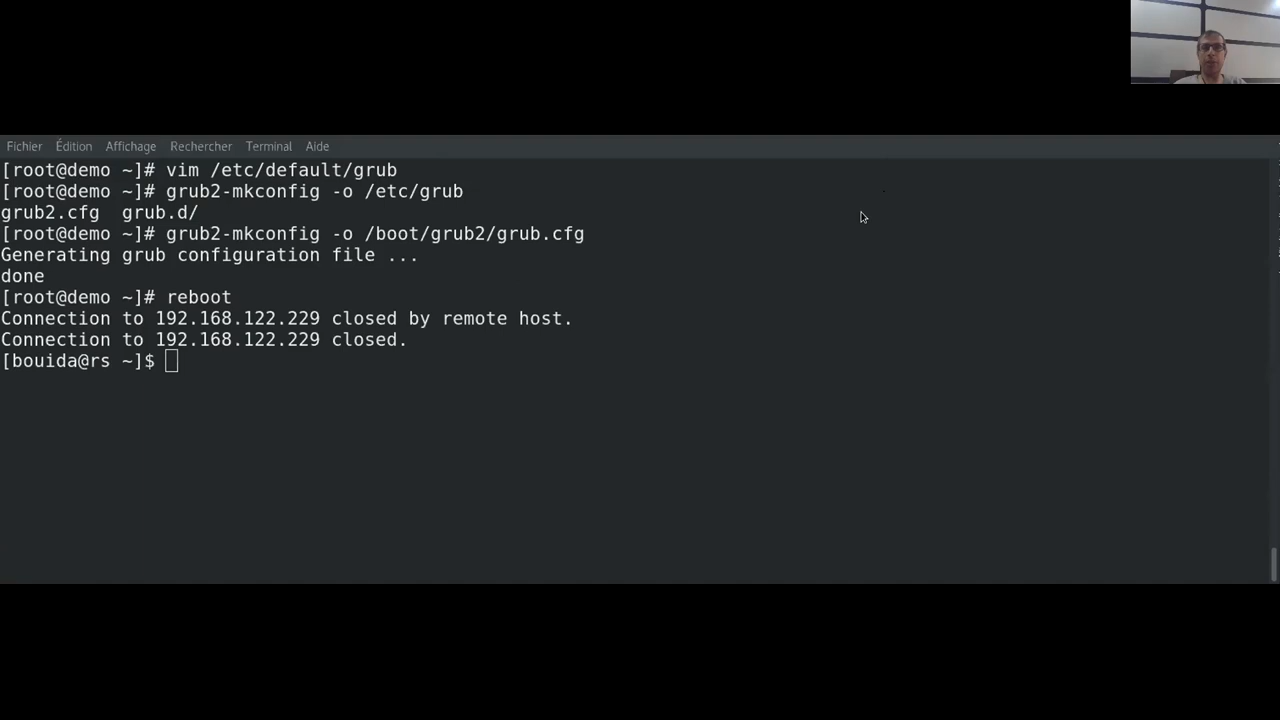 Fichier Édition Affichage Rechercher Terminal Aide
[root@demo ~]# vim /etc/default/grub
[root@demo ~]# grub2-mkconfig -o /etc/grub
grub2.cfg  grub.d/
[root@demo ~]# grub2-mkconfig -o /boot/grub2/grub.cfg
Generating grub configuration file ...
done
[root@demo ~]# reboot
Connection to 192.168.122.229 closed by remote host.
Connection to 192.168.122.229 closed.
[bouida@rs ~]$